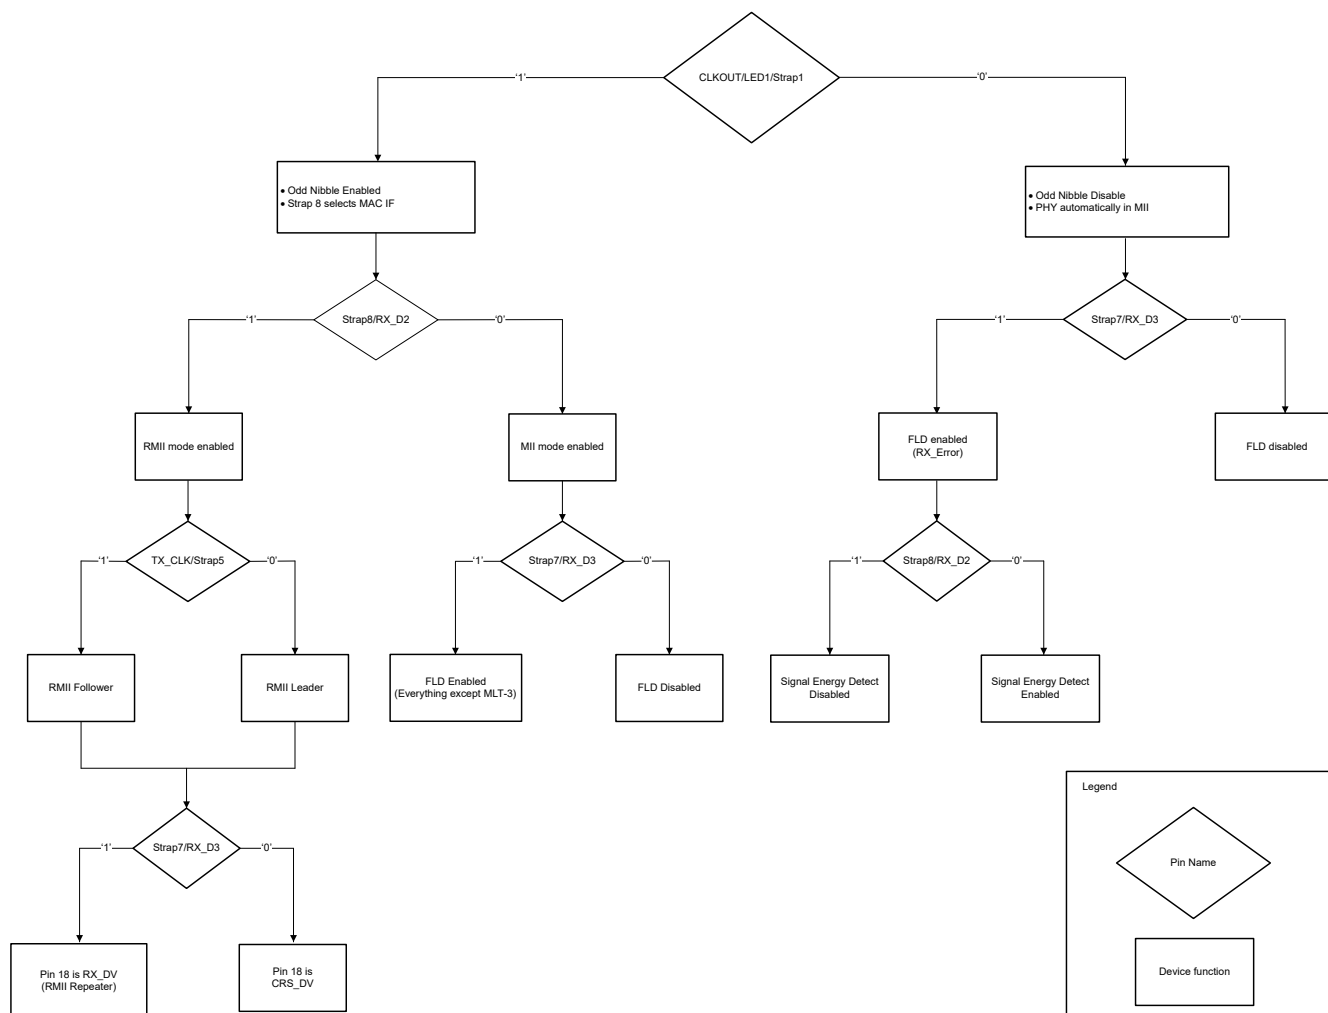 CLKOUT/LED1/Strap1
‘1’
‘0’
• Odd Nibble Enabled
• Strap 8 selects MAC IF
• Odd Nibble Disable
• PHY automatically in MII
Strap8/RX_D2
‘1’
‘0’
Strap7/RX_D3
‘1’
‘0’
RMII mode enabled
MII mode enabled
FLD enabled
(RX_Error)
FLD disabled
TX_CLK/Strap5
‘1’
‘0’
Strap7/RX_D3
‘1’
‘0’
Strap8/RX_D2
‘1’
‘0’
RMII Follower
RMII Leader
FLD Enabled
(Everything except MLT-3)
FLD Disabled
Signal Energy Detect
Disabled
Signal Energy Detect
Enabled
Strap7/RX_D3
‘1’
‘0’
Pin 18 is RX_DV
(RMII Repeater)
Pin 18 is
CRS_DV
Legend
Pin Name
Device function